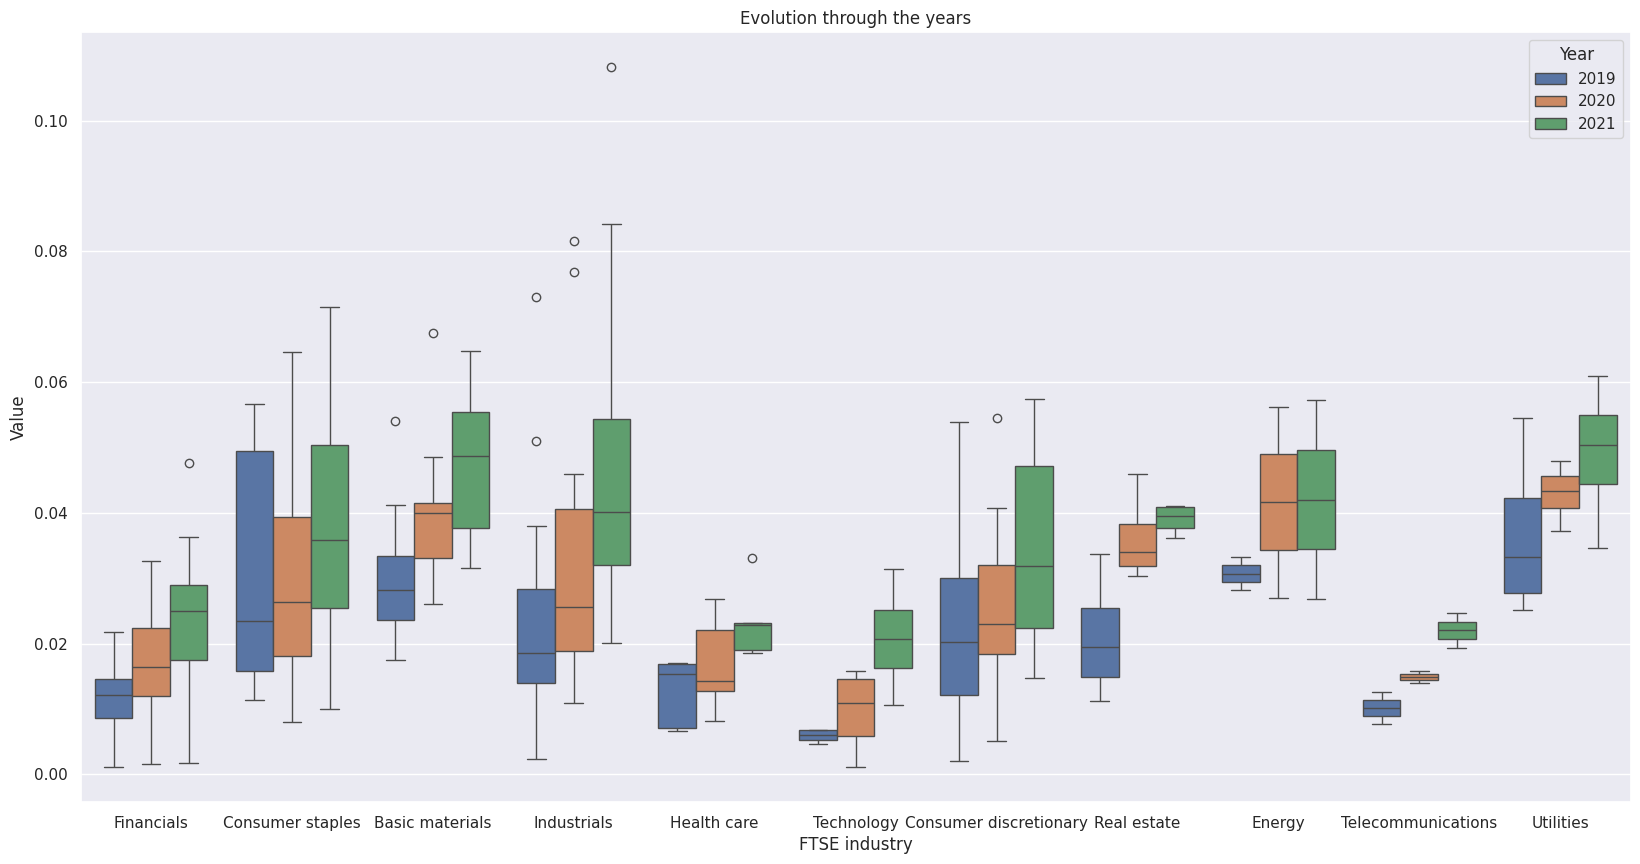 Evolution through the years
Year
2019
2020
2021
Value
0.10
0.08
0.06
0.04
0.02
0.00
Financials Consumer staples Basic materials Industrials Health care Technology Consumer discretionary Real estate Energy Telecommunications Utilities
FTSE industry